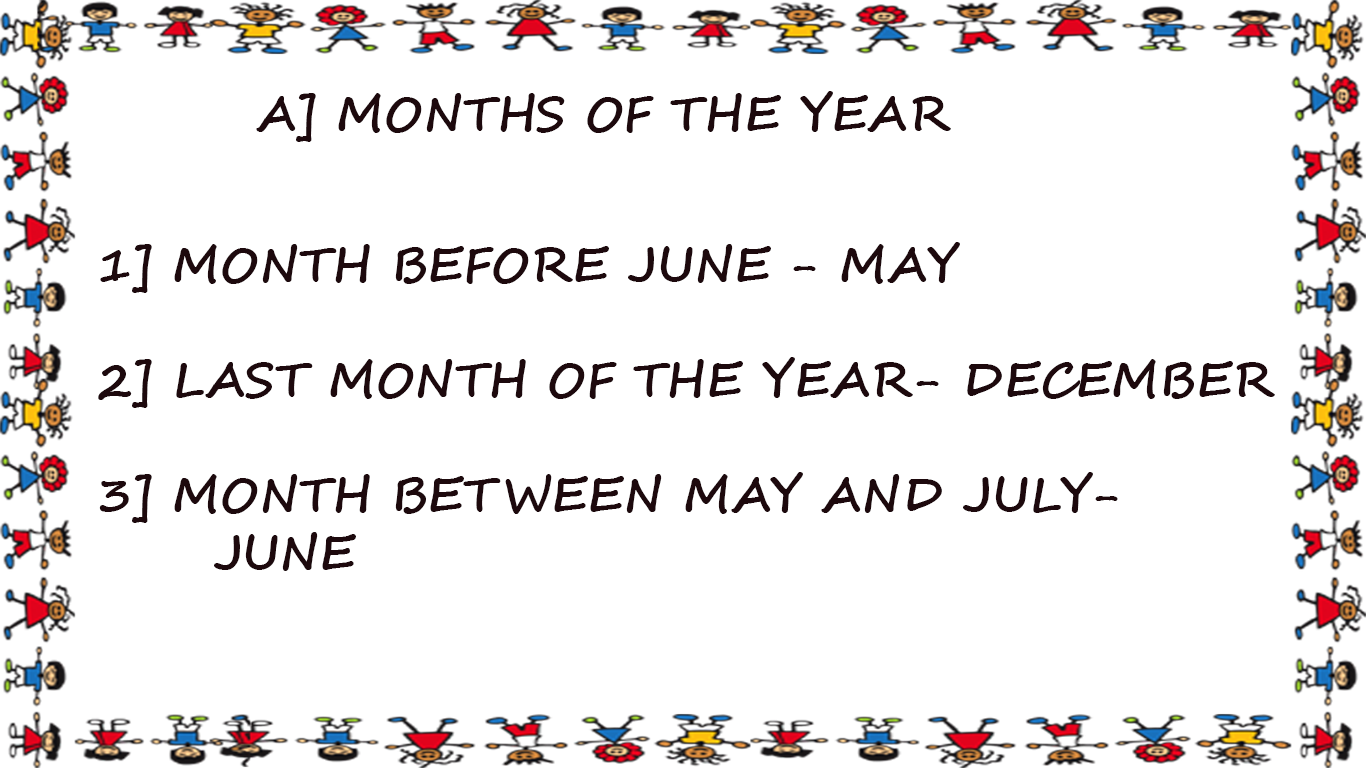 A] MONTHS OF THE YEAR
1] MONTH BEFORE JUNE - MAY
2] LAST MONTH OF THE YEAR- DECEMBER
3] MONTH BETWEEN MAY AND JULY-
JUNE